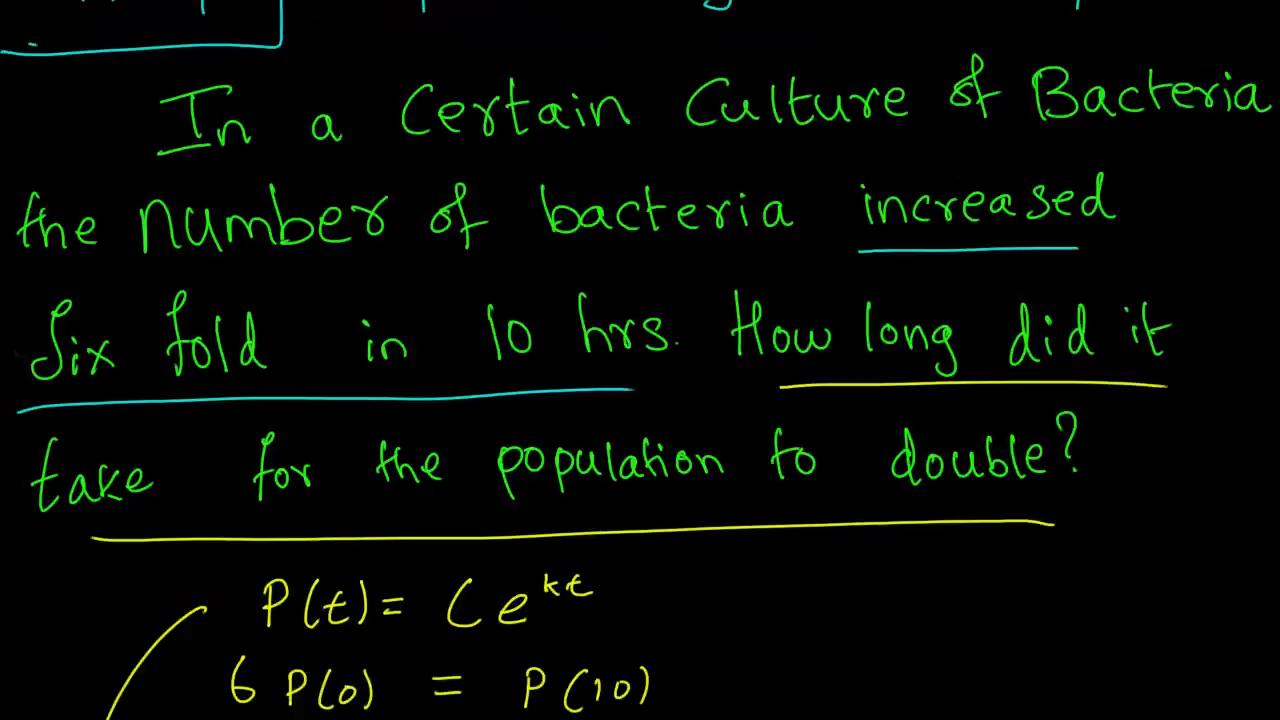 In a Certain Culture of Bacteria
the number of bacteria increased
Six fold in 10 hrs. How long did it
take for the population to double?
P(t) = C e^{kt}
6 P(0) = P(10)